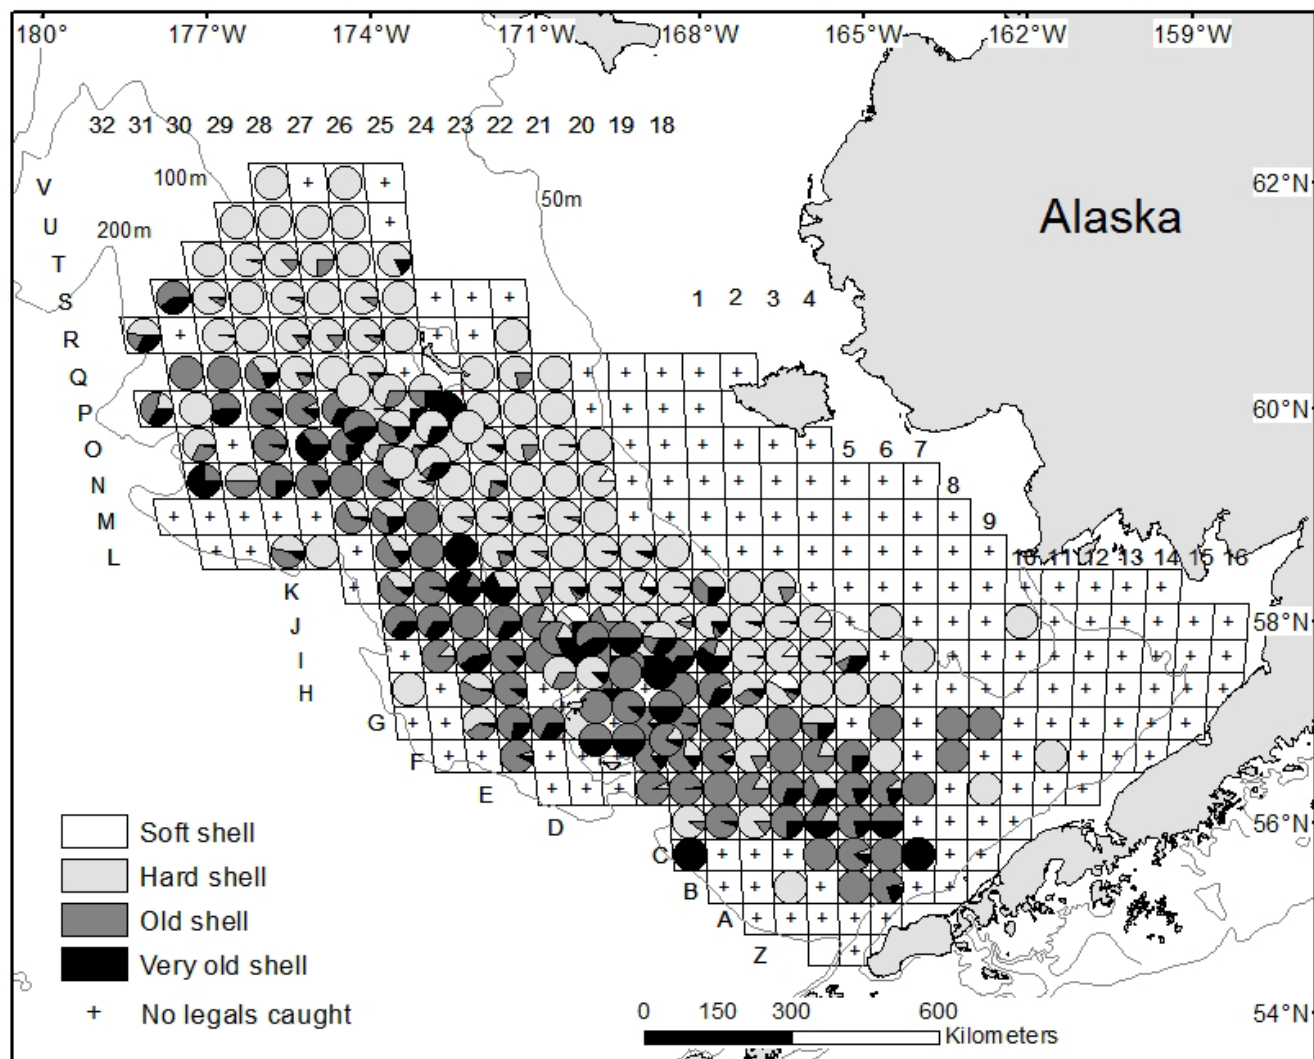 180° 177°W 174°W 171°W 168°W 165°W 162°W 159°W
32 31 30 29 28 27 26 25 24 23 22 21 20 19 18
V
100m
62°N
50m
U
200m
Alaska
T
S
1 2 3 4
R
Q
P
60°N
O
5 6 7
N
8
M
9
L
10 11 12 13 14 15 16
K
J
58°N
I
H
G
F
E
D
56°N
C
B
A
Z
Soft shell
Hard shell
Old shell
Very old shell
+ No legals caught
0 150 300 600
Kilometers
54°N